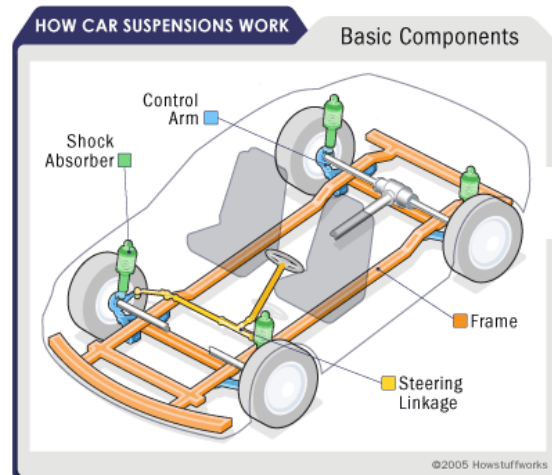 HOW CAR SUSPENSIONS WORK
Basic Components
Control
Arm
Shock
Absorber
Frame
Steering
Linkage
©2005 Howstuffworks